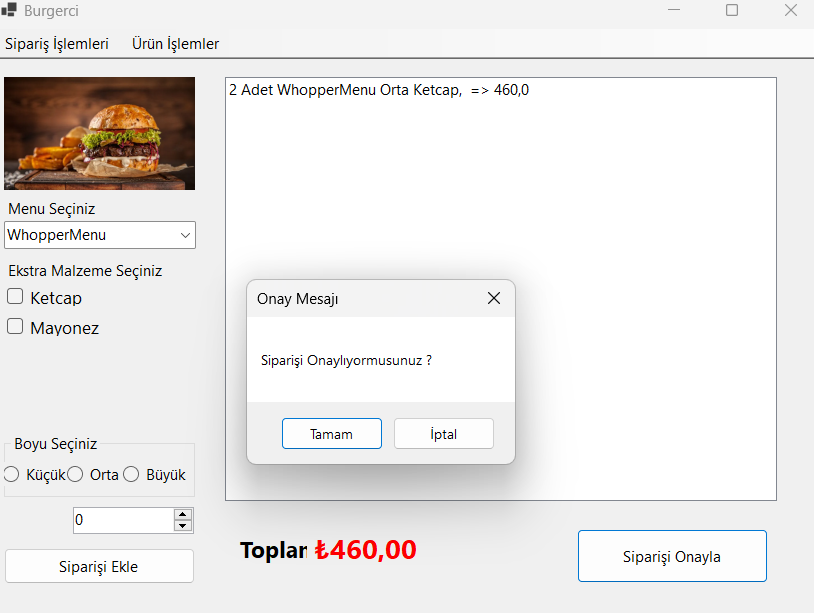 Burgerci
Sipariş İşlemleri Ürün İşlemler
2 Adet WhopperMenu Orta Ketcap, => 460,0
Menu Seçiniz
WhopperMenu
Ekstra Malzeme Seçiniz
Ketcap
Mayonez
Onay Mesajı
Siparişi Onaylıyormusunuz ?
Tamam İptal
Boyu Seçiniz
Küçük Orta Büyük
0
Toplar ₺460,00
Siparişi Ekle
Siparişi Onayla